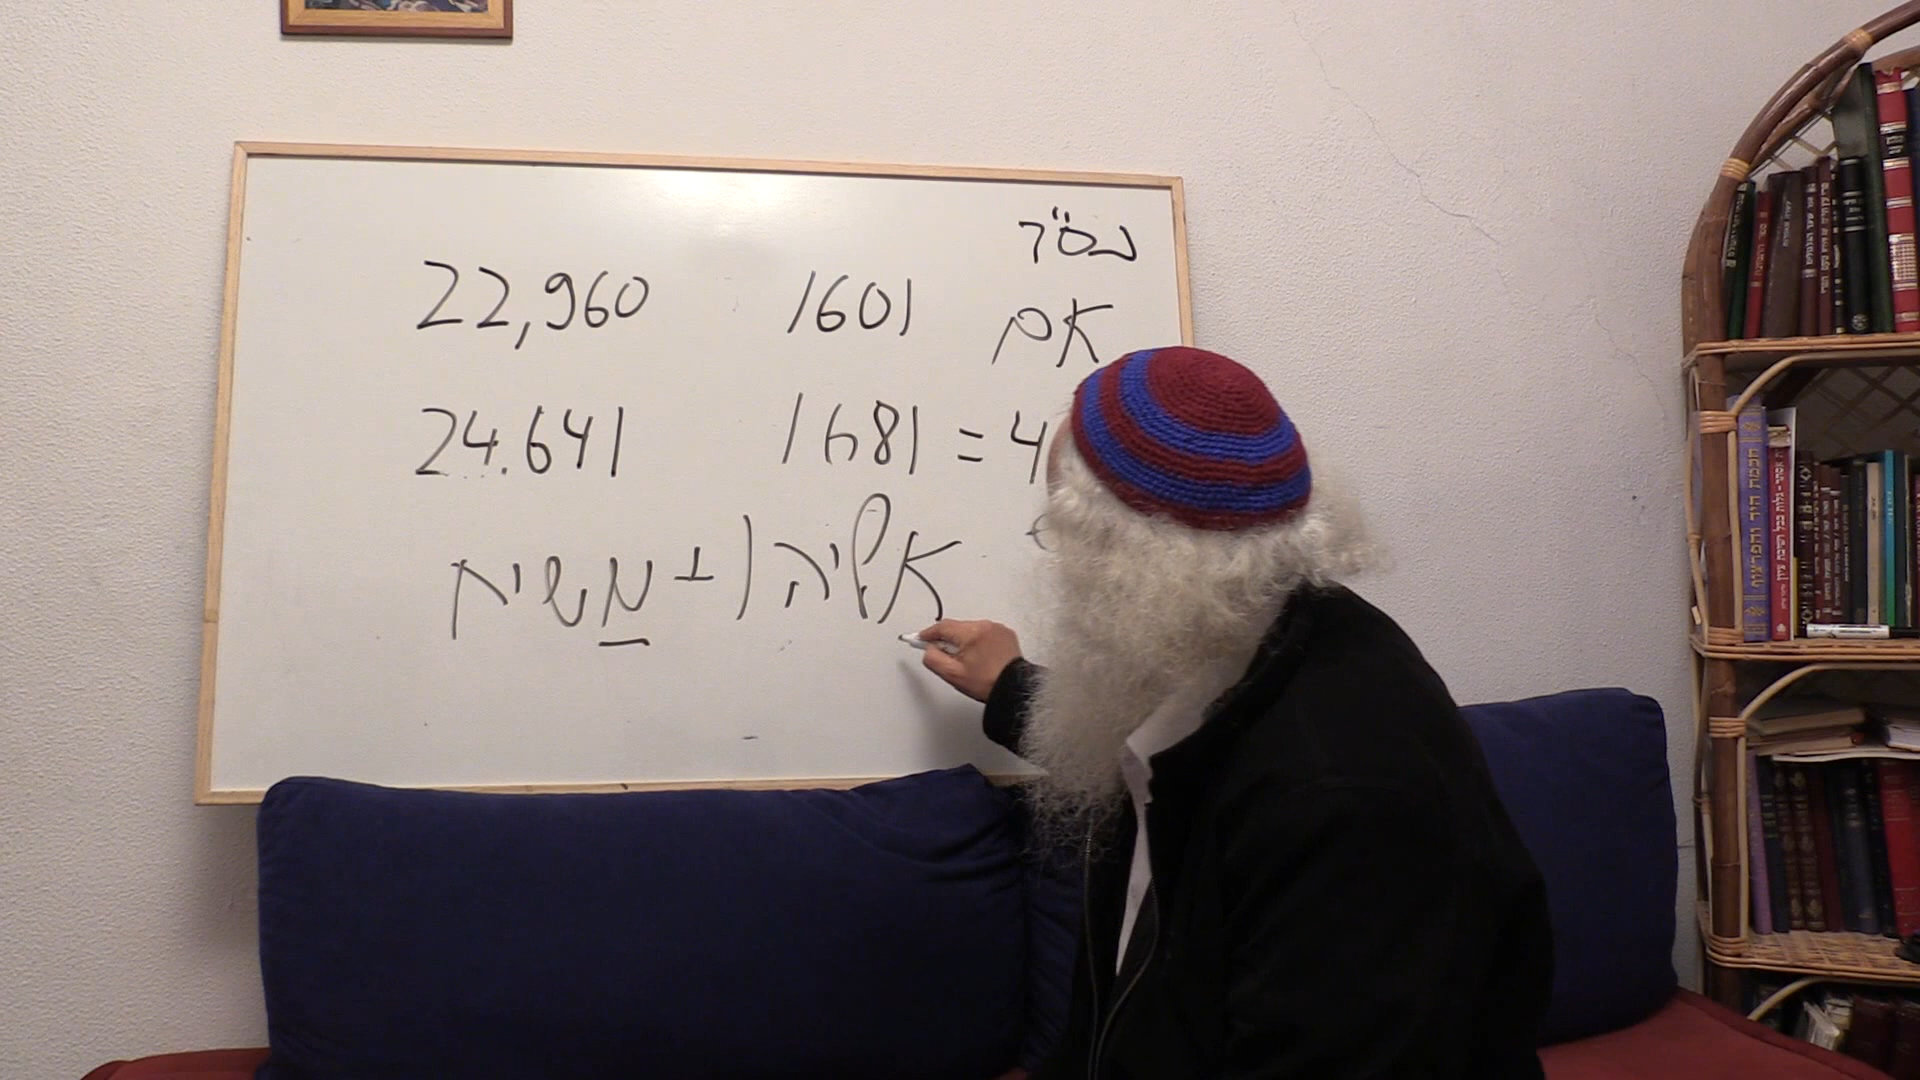 בס"ד
22,960 1601 אם
24.641 1681 = 4
אליהו + משיח